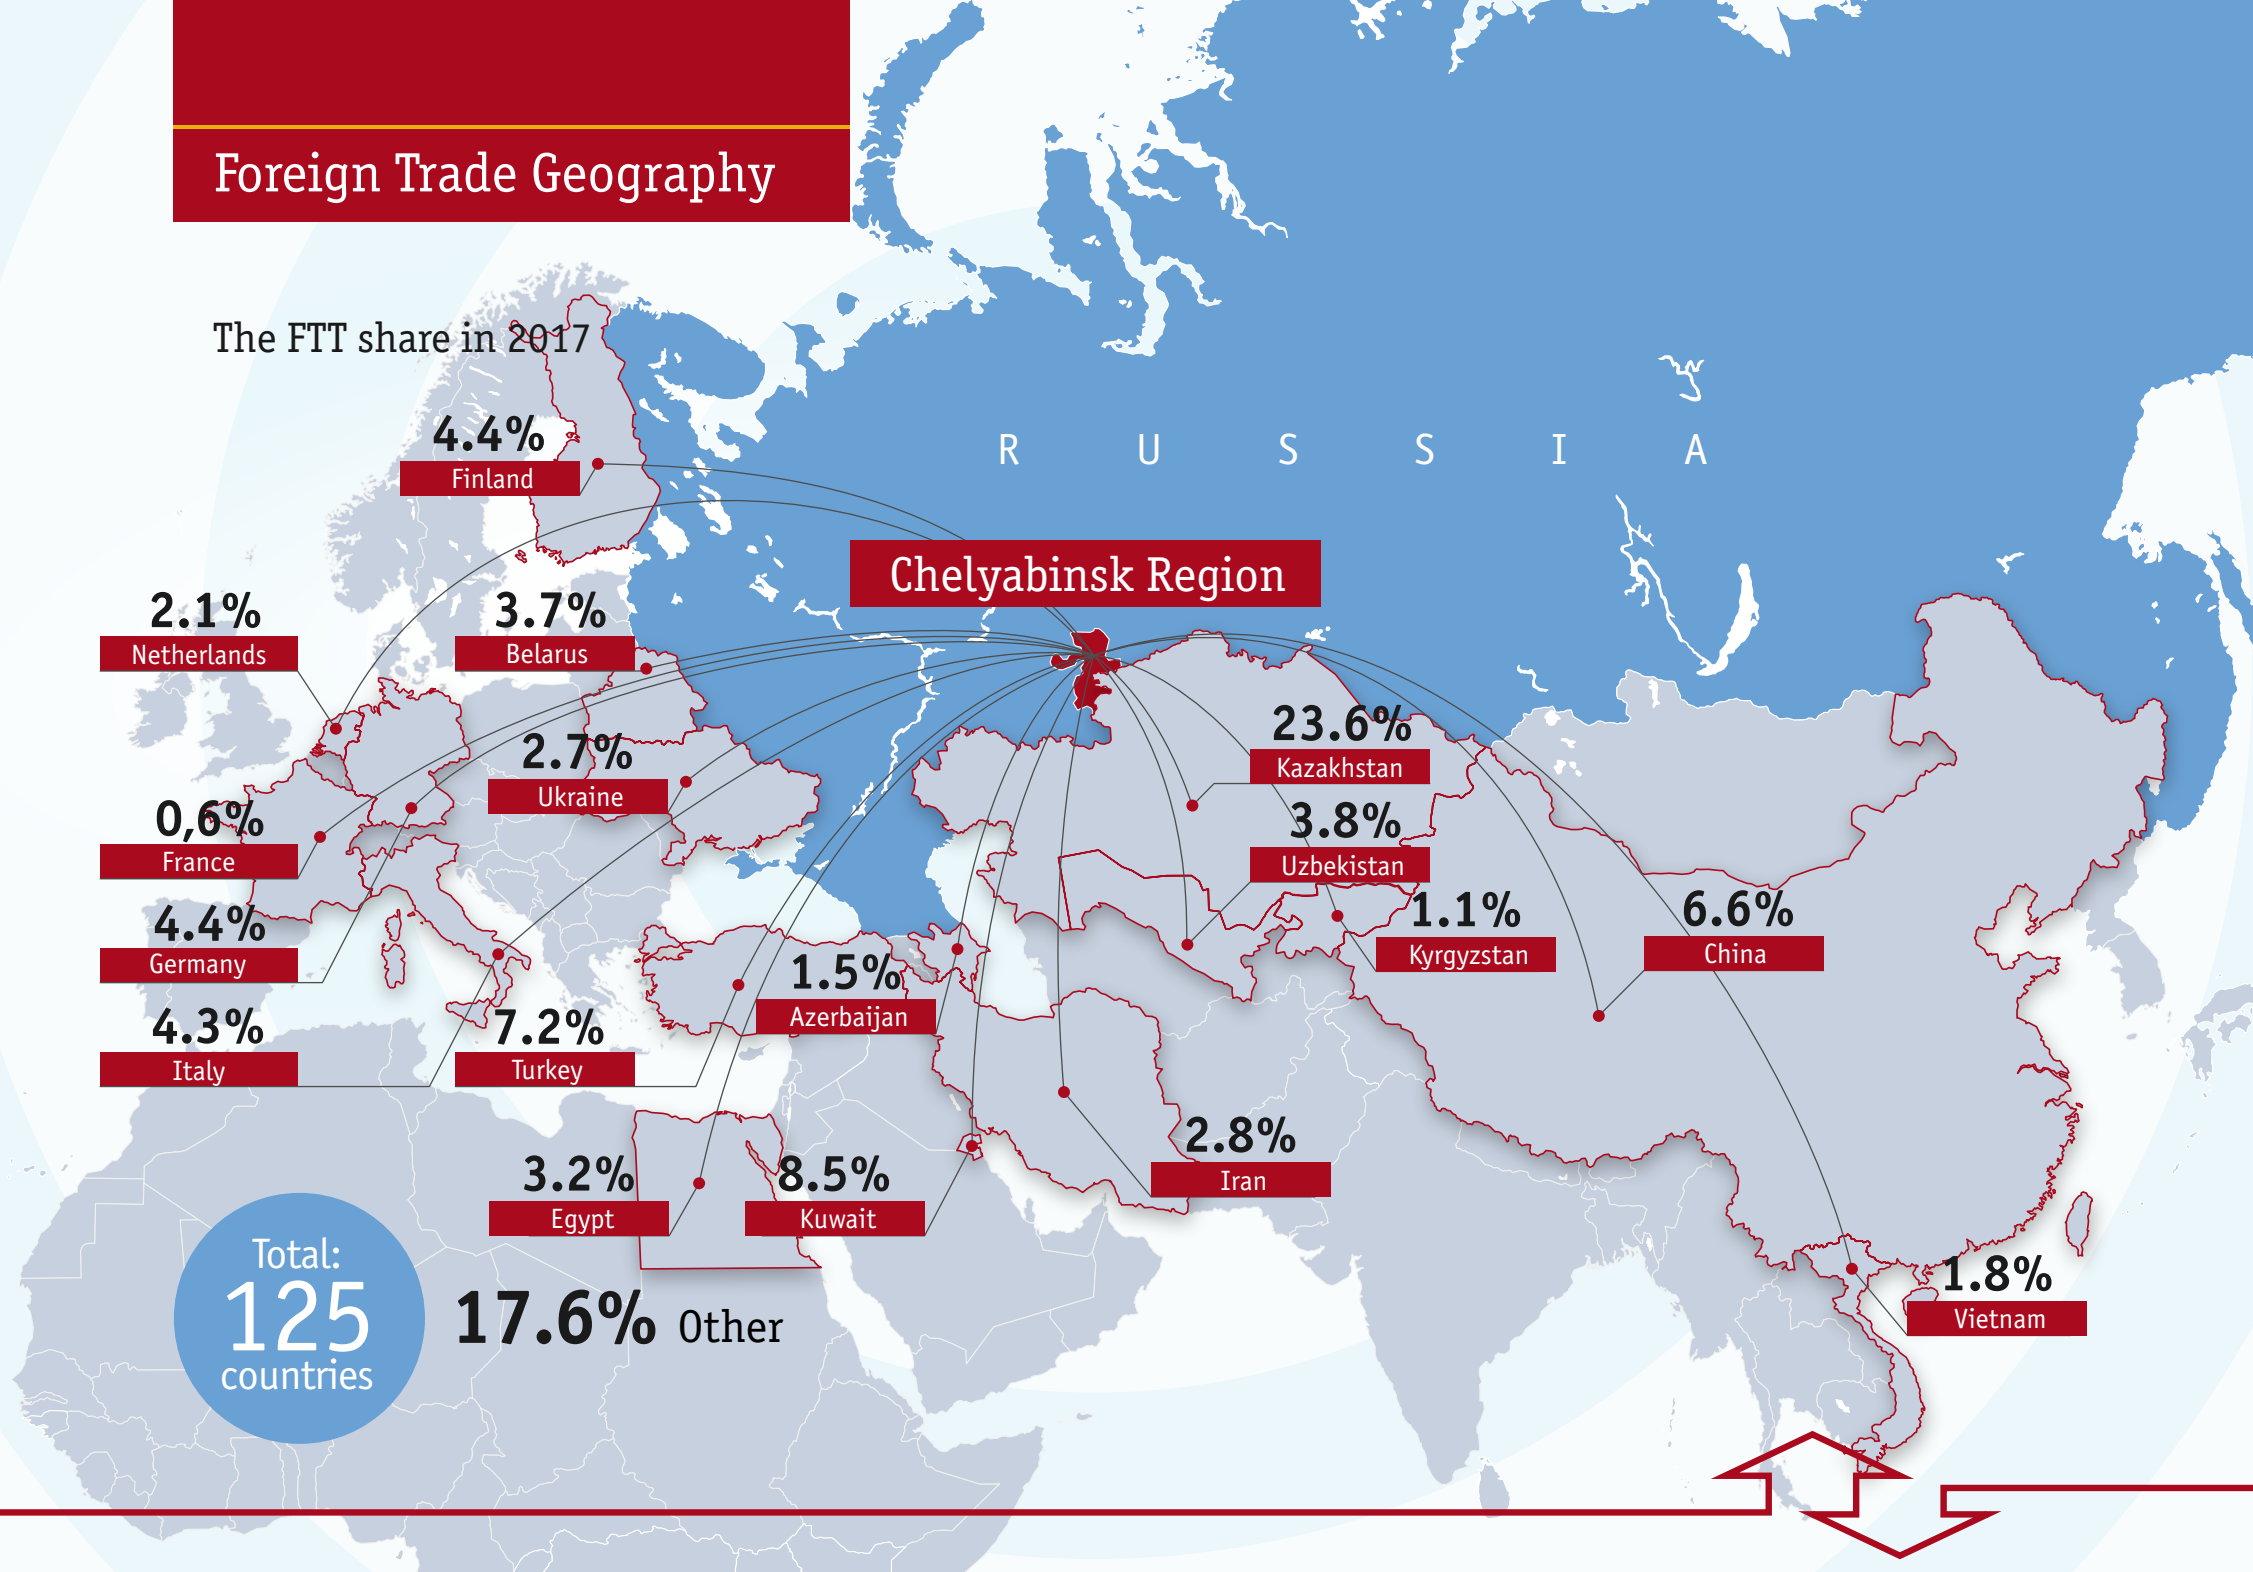 Foreign Trade Geography
The FTT share in 2017
R U S S I A
Chelyabinsk Region
4.4%
Finland
2.1%
Netherlands
3.7%
Belarus
2.7%
Ukraine
0,6%
France
4.4%
Germany
4.3%
Italy
7.2%
Turkey
1.5%
Azerbaijan
23.6%
Kazakhstan
3.8%
Uzbekistan
1.1%
Kyrgyzstan
6.6%
China
3.2%
Egypt
8.5%
Kuwait
2.8%
Iran
1.8%
Vietnam
Total:
125
countries
17.6% Other